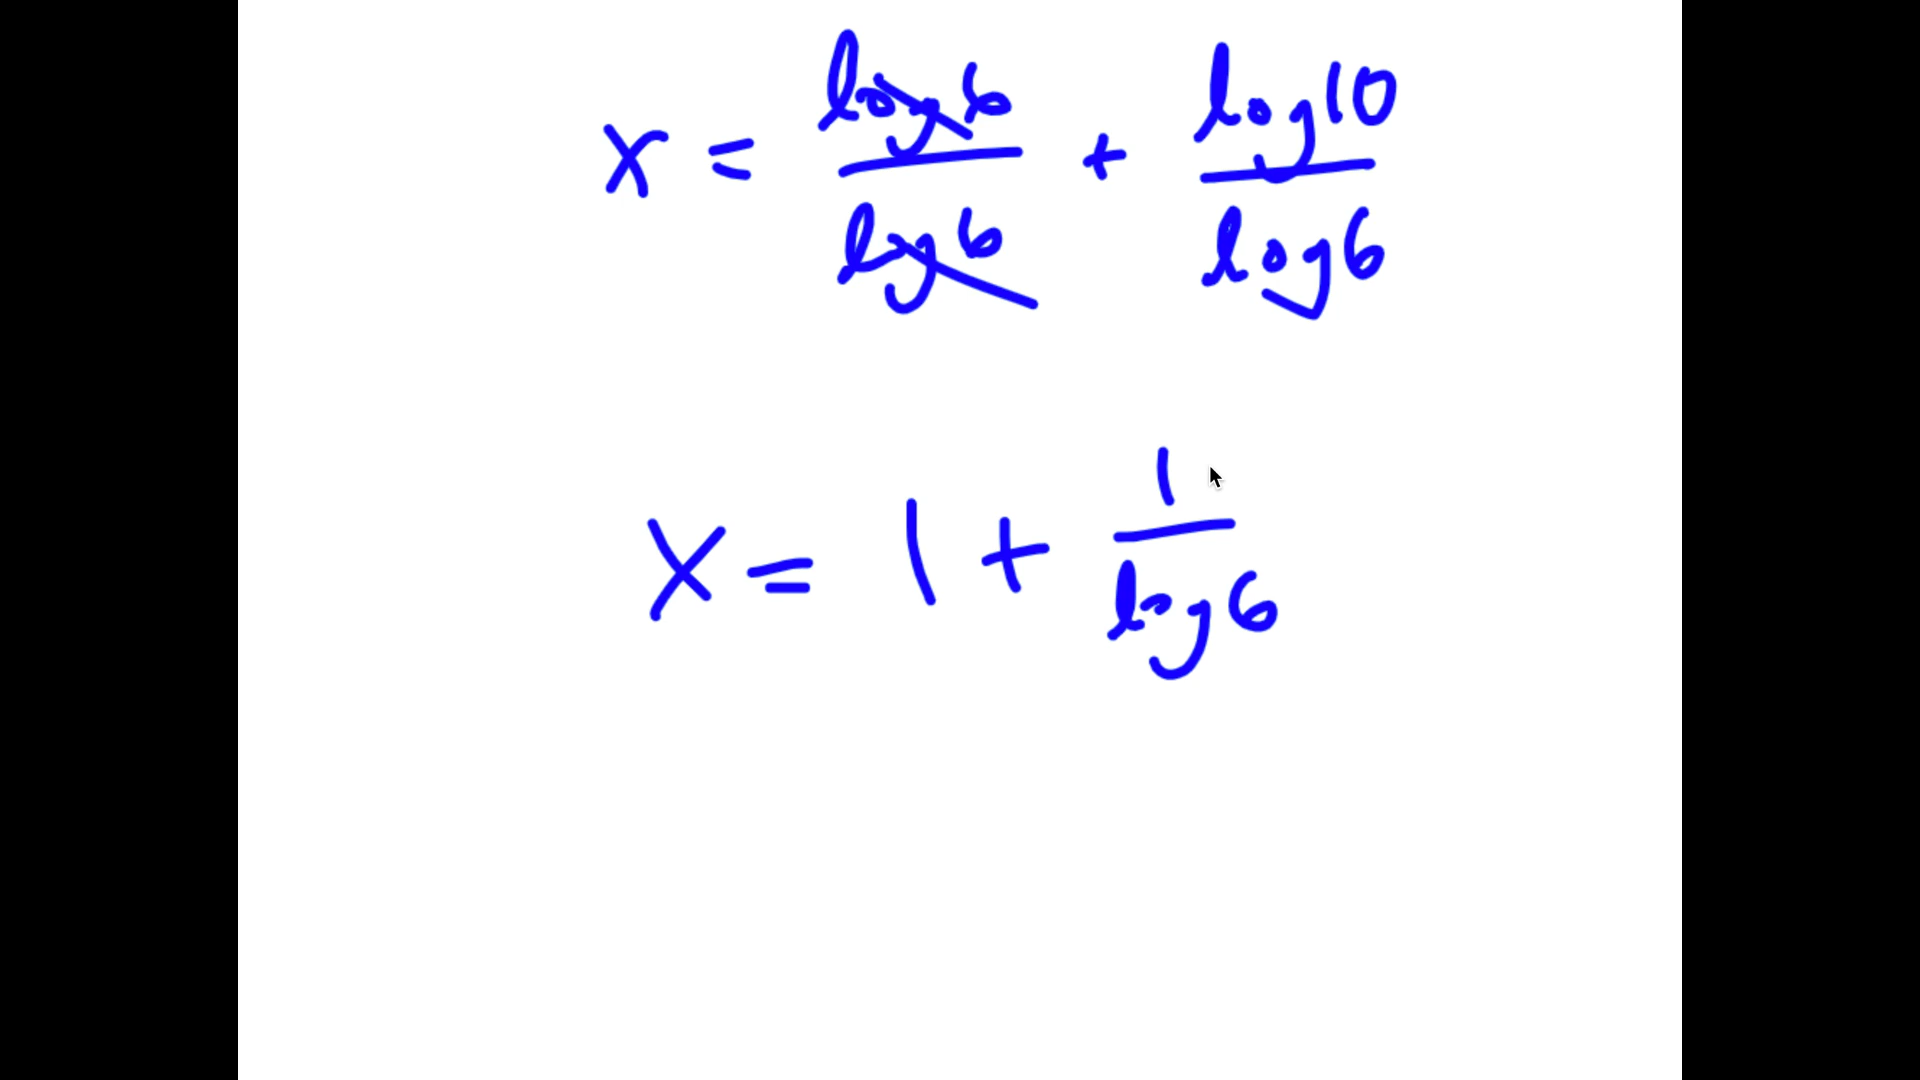 x = log6/log6 + log10/log6
x = 1 + 1/log6